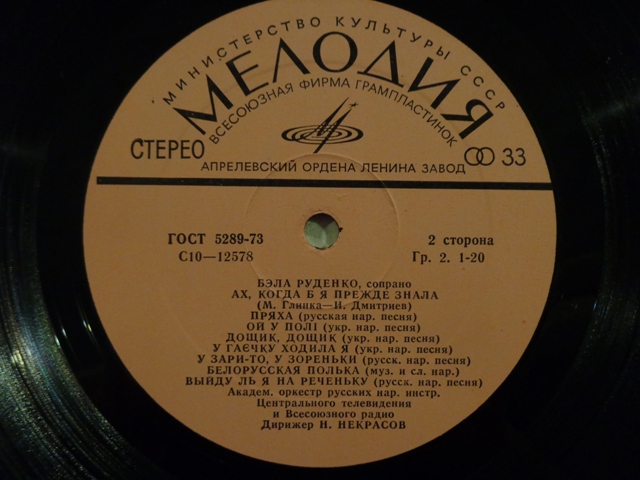 МИНИСТЕРСТВО КУЛЬТУРЫ СССР
МЕЛОДИЯ
ВСЕСОЮЗНАЯ ФИРМА ГРАМПЛАСТИНОК
СТЕРЕО
33
АПРЕЛЕВСКИЙ ОРДЕНА ЛЕНИНА ЗАВОД
ГОСТ 5289-73
2 сторона
С10—12578
Гр. 2. 1-20
БЭЛА РУДЕНКО, сопрано
АХ, КОГДА Б Я ПРЕЖДЕ ЗНАЛА
(М. Глинка—И. Дмитриев)
ПРЯХА (русская нар. песня)
ОЙ У ПОЛІ (укр. нар. песня)
ДОЩИК, ДОЩИК (укр. нар. песня)
У ГАЄЧКУ ХОДИЛА Я (укр. нар. песня)
У ЗАРИ-ТО, У ЗОРЕНЬКИ (русск. нар. песня)
БЕЛОРУССКАЯ ПОЛЬКА (муз. и сл. нар.)
ВЫЙДУ ЛЬ Я НА РЕЧЕНЬКУ (русск. нар. песня)
Академ. оркестр русских нар. инстр.
Центрального телевидения
и Всесоюзного радио
Дирижер Н. НЕКРАСОВ